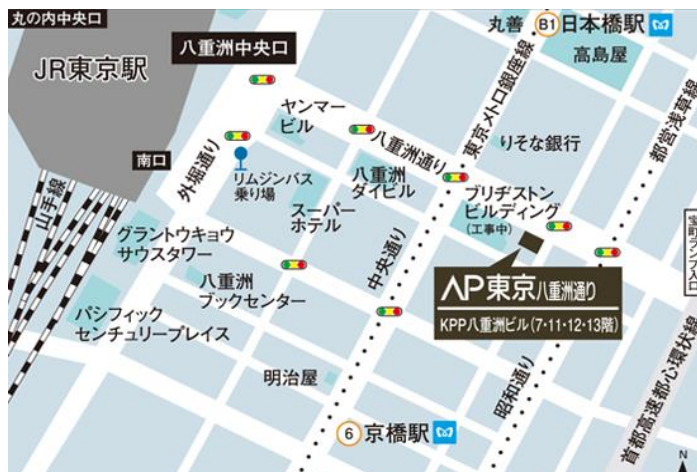 丸の内中央口
JR東京駅
八重洲中央口
丸善
B1
日本橋駅
高島屋
ヤンマー
ビル
八重洲通り
東京メトロ銀座線
都営浅草線
りそな銀行
南口
外堀通り
リムジンバス
乗り場
八重洲
ダイビル
スーパー
ホテル
ブリヂストン
ビルディング
(工事中)
山手線
グラントウキョウ
サウスタワー
八重洲
ブックセンター
中央通り
宝町ランプ入口
AP東京八重洲通り
KPP八重洲ビル(7・11・12・13階)
パシフィック
センチュリープレイス
明治屋
昭和通り
首都高速都心環状線
6
京橋駅
N